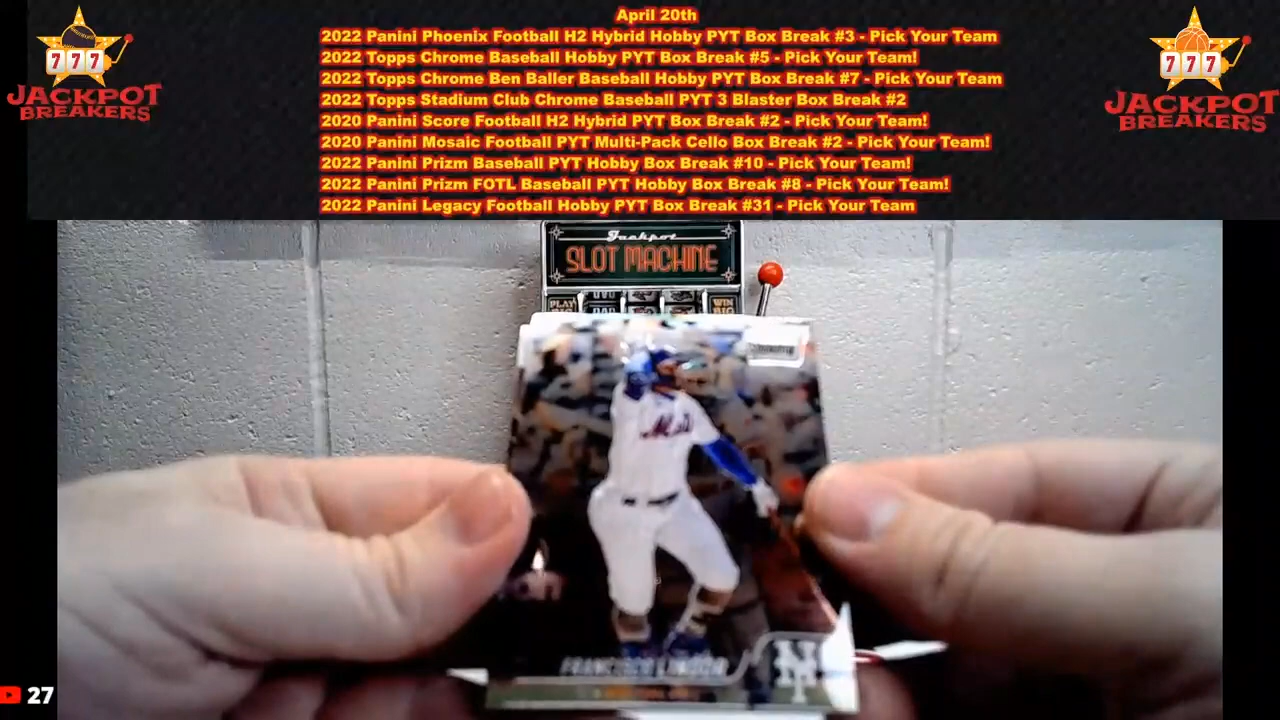 April 20th
2022 Panini Phoenix Football H2 Hybrid Hobby PYT Box Break #3 - Pick Your Team
2022 Topps Chrome Baseball Hobby PYT Box Break #5 - Pick Your Team!
2022 Topps Chrome Ben Baller Baseball Hobby PYT Box Break #7 - Pick Your Team
2022 Topps Stadium Club Chrome Baseball PYT 3 Blaster Box Break #2
2020 Panini Score Football H2 Hybrid PYT Box Break #2 - Pick Your Team!
2020 Panini Mosaic Football PYT Multi-Pack Cello Box Break #2 - Pick Your Team!
2022 Panini Prizm Baseball PYT Hobby Box Break #10 - Pick Your Team!
2022 Panini Prizm FOTL Baseball PYT Hobby Box Break #8 - Pick Your Team!
2022 Panini Legacy Football Hobby PYT Box Break #31 - Pick Your Team
777
JACKPOT
BREAKERS
777
JACKPOT
BREAKERS
Jackpot
SLOT MACHINE
PLAY
WIN
Mets
FRANCISCO LINDOR
NY
27